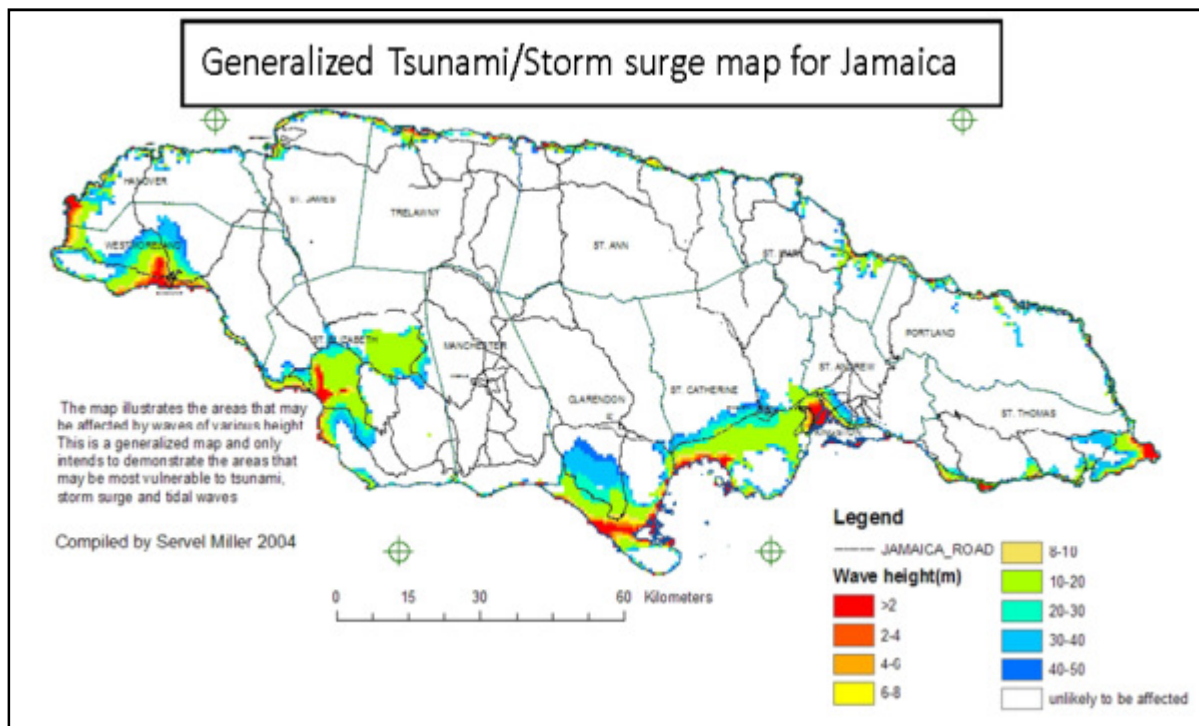 Generalized Tsunami/Storm surge map for Jamaica
HANOVER
ST. JAMES
TRELAWNY
WESTMORELAND
ST. ANN
ST. MARY
PORTLAND
ST. ELIZABETH
MANCHESTER
ST. ANDREW
ST. CATHERINE
CLARENDON
ST. THOMAS
The map illustrates the areas that may
be affected by waves of various height
This is a generalized map and only
intends to demonstrate the areas that
may be most vulnerable to tsunami,
storm surge and tidal waves
Compiled by Servel Miller 2004
0 15 30 60 Kilometers
Legend
JAMAICA_ROAD
Wave height(m)
>2
2-4
4-6
6-8
8-10
10-20
20-30
30-40
40-50
unlikely to be affected